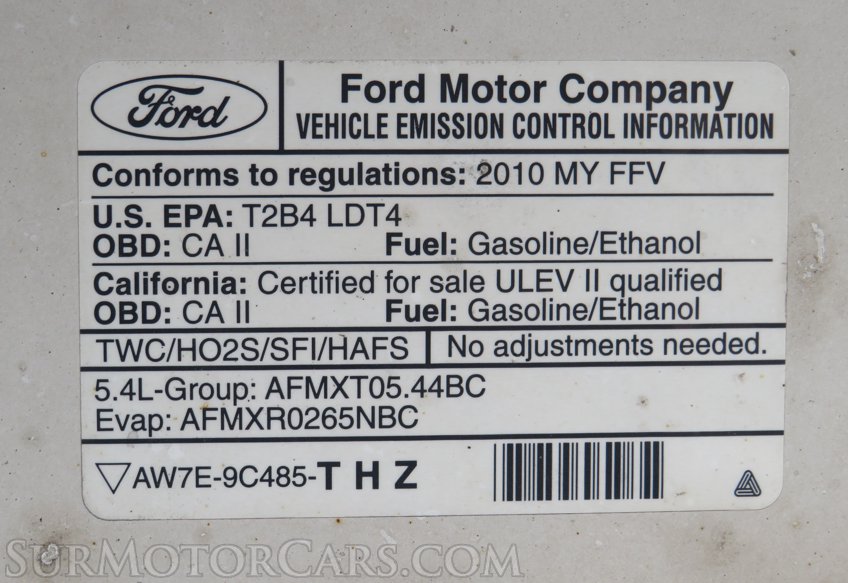 Ford
Ford Motor Company
VEHICLE EMISSION CONTROL INFORMATION
Conforms to regulations: 2010 MY FFV
U.S. EPA: T2B4 LDT4
OBD: CA II Fuel: Gasoline/Ethanol
California: Certified for sale ULEV II qualified
OBD: CA II Fuel: Gasoline/Ethanol
TWC/HO2S/SFI/HAFS No adjustments needed.
5.4L-Group: AFMXT05.44BC
Evap: AFMXR0265NBC
▽AW7E-9C485-T H Z
SurMotorCars.com